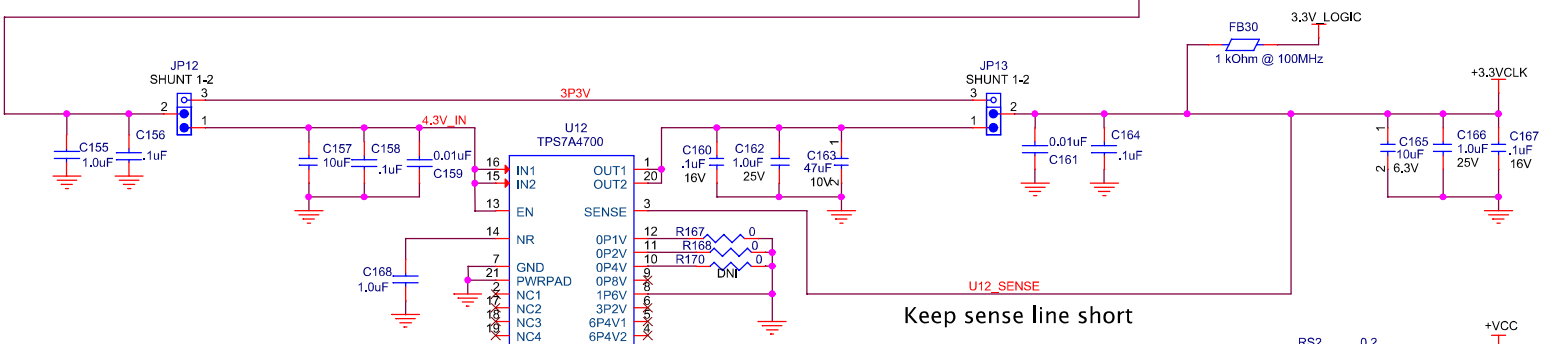 3.3V_LOGIC
FB30
1 kOhm @ 100MHz
JP12
SHUNT 1-2
JP13
SHUNT 1-2
+3.3VCLK
3
2
1
3P3V
3
2
1
4.3V_IN
U12
TPS7A4700
C155
1.0uF
C156
.1uF
C157
10uF
C158
.1uF
0.01uF
C159
C160
.1uF
16V
C162
1.0uF
25V
1
C163
47uF
10V
2
0.01uF
C161
C164
.1uF
1
C165
10uF
2
6.3V
C166
1.0uF
25V
C167
.1uF
16V
16
IN1
15
IN2
13
EN
14
NR
7
GND
21
PWRPAD
2
NC1
17
NC2
18
NC3
19
NC4
OUT1
1
OUT2
20
SENSE
3
0P1V
12
0P2V
11
0P4V
10
0P8V
9
1P6V
8
3P2V
6
6P4V1
5
6P4V2
4
R167
0
R168
0
R170
0
DNI
C168
1.0uF
U12_SENSE
Keep sense line short
+VCC
RS2
0.2